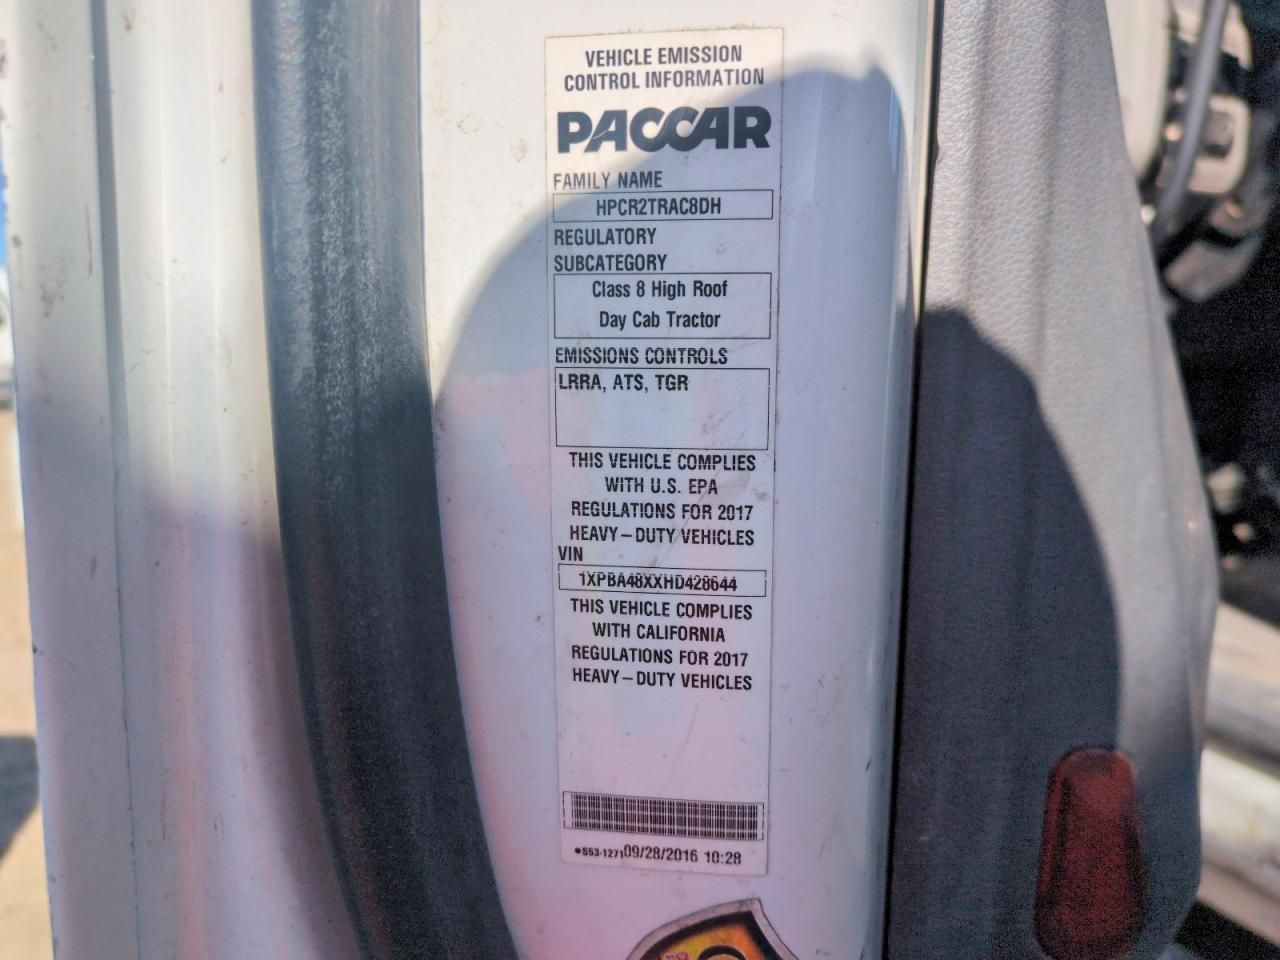 VEHICLE EMISSION
CONTROL INFORMATION
PACCAR
FAMILY NAME
HPCR2TRAC8DH
REGULATORY
SUBCATEGORY
Class 8 High Roof
Day Cab Tractor
EMISSIONS CONTROLS
LRRA, ATS, TGR
THIS VEHICLE COMPLIES
WITH U.S. EPA
REGULATIONS FOR 2017
HEAVY–DUTY VEHICLES
VIN
1XPBA48XXHD428644
THIS VEHICLE COMPLIES
WITH CALIFORNIA
REGULATIONS FOR 2017
HEAVY–DUTY VEHICLES
•S53-1271 09/28/2016 10:28